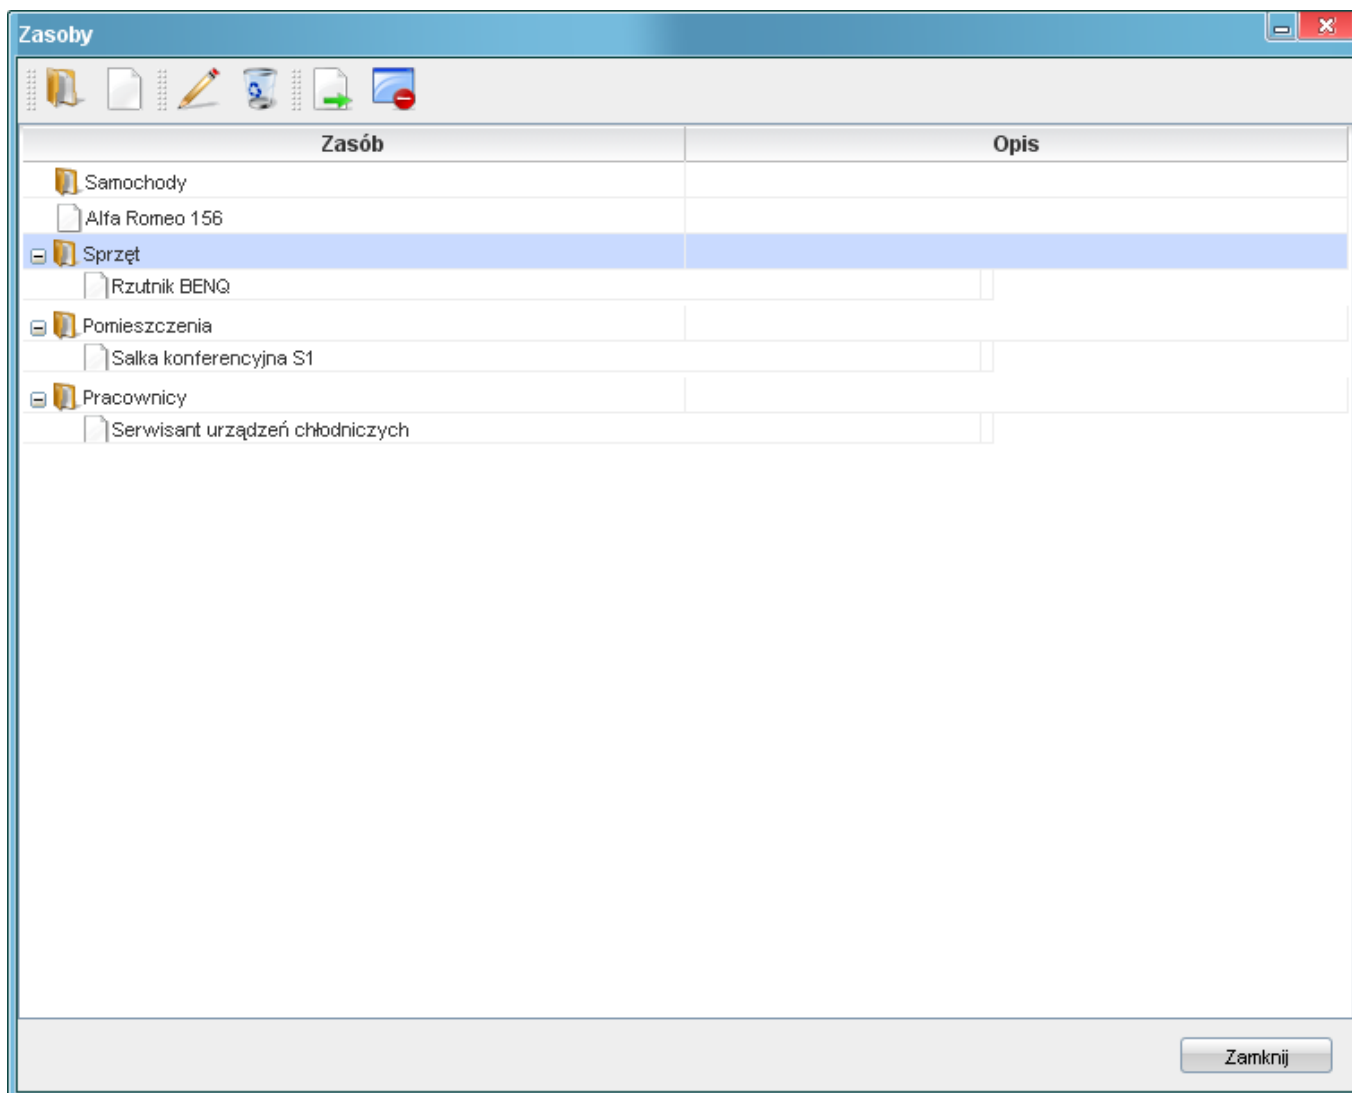 Zasoby
Zasób Opis
Samochody
Alfa Romeo 156
Sprzęt
Rzutnik BENQ
Pomieszczenia
Salka konferencyjna S1
Pracownicy
Serwisant urządzeń chłodniczych
Zamknij